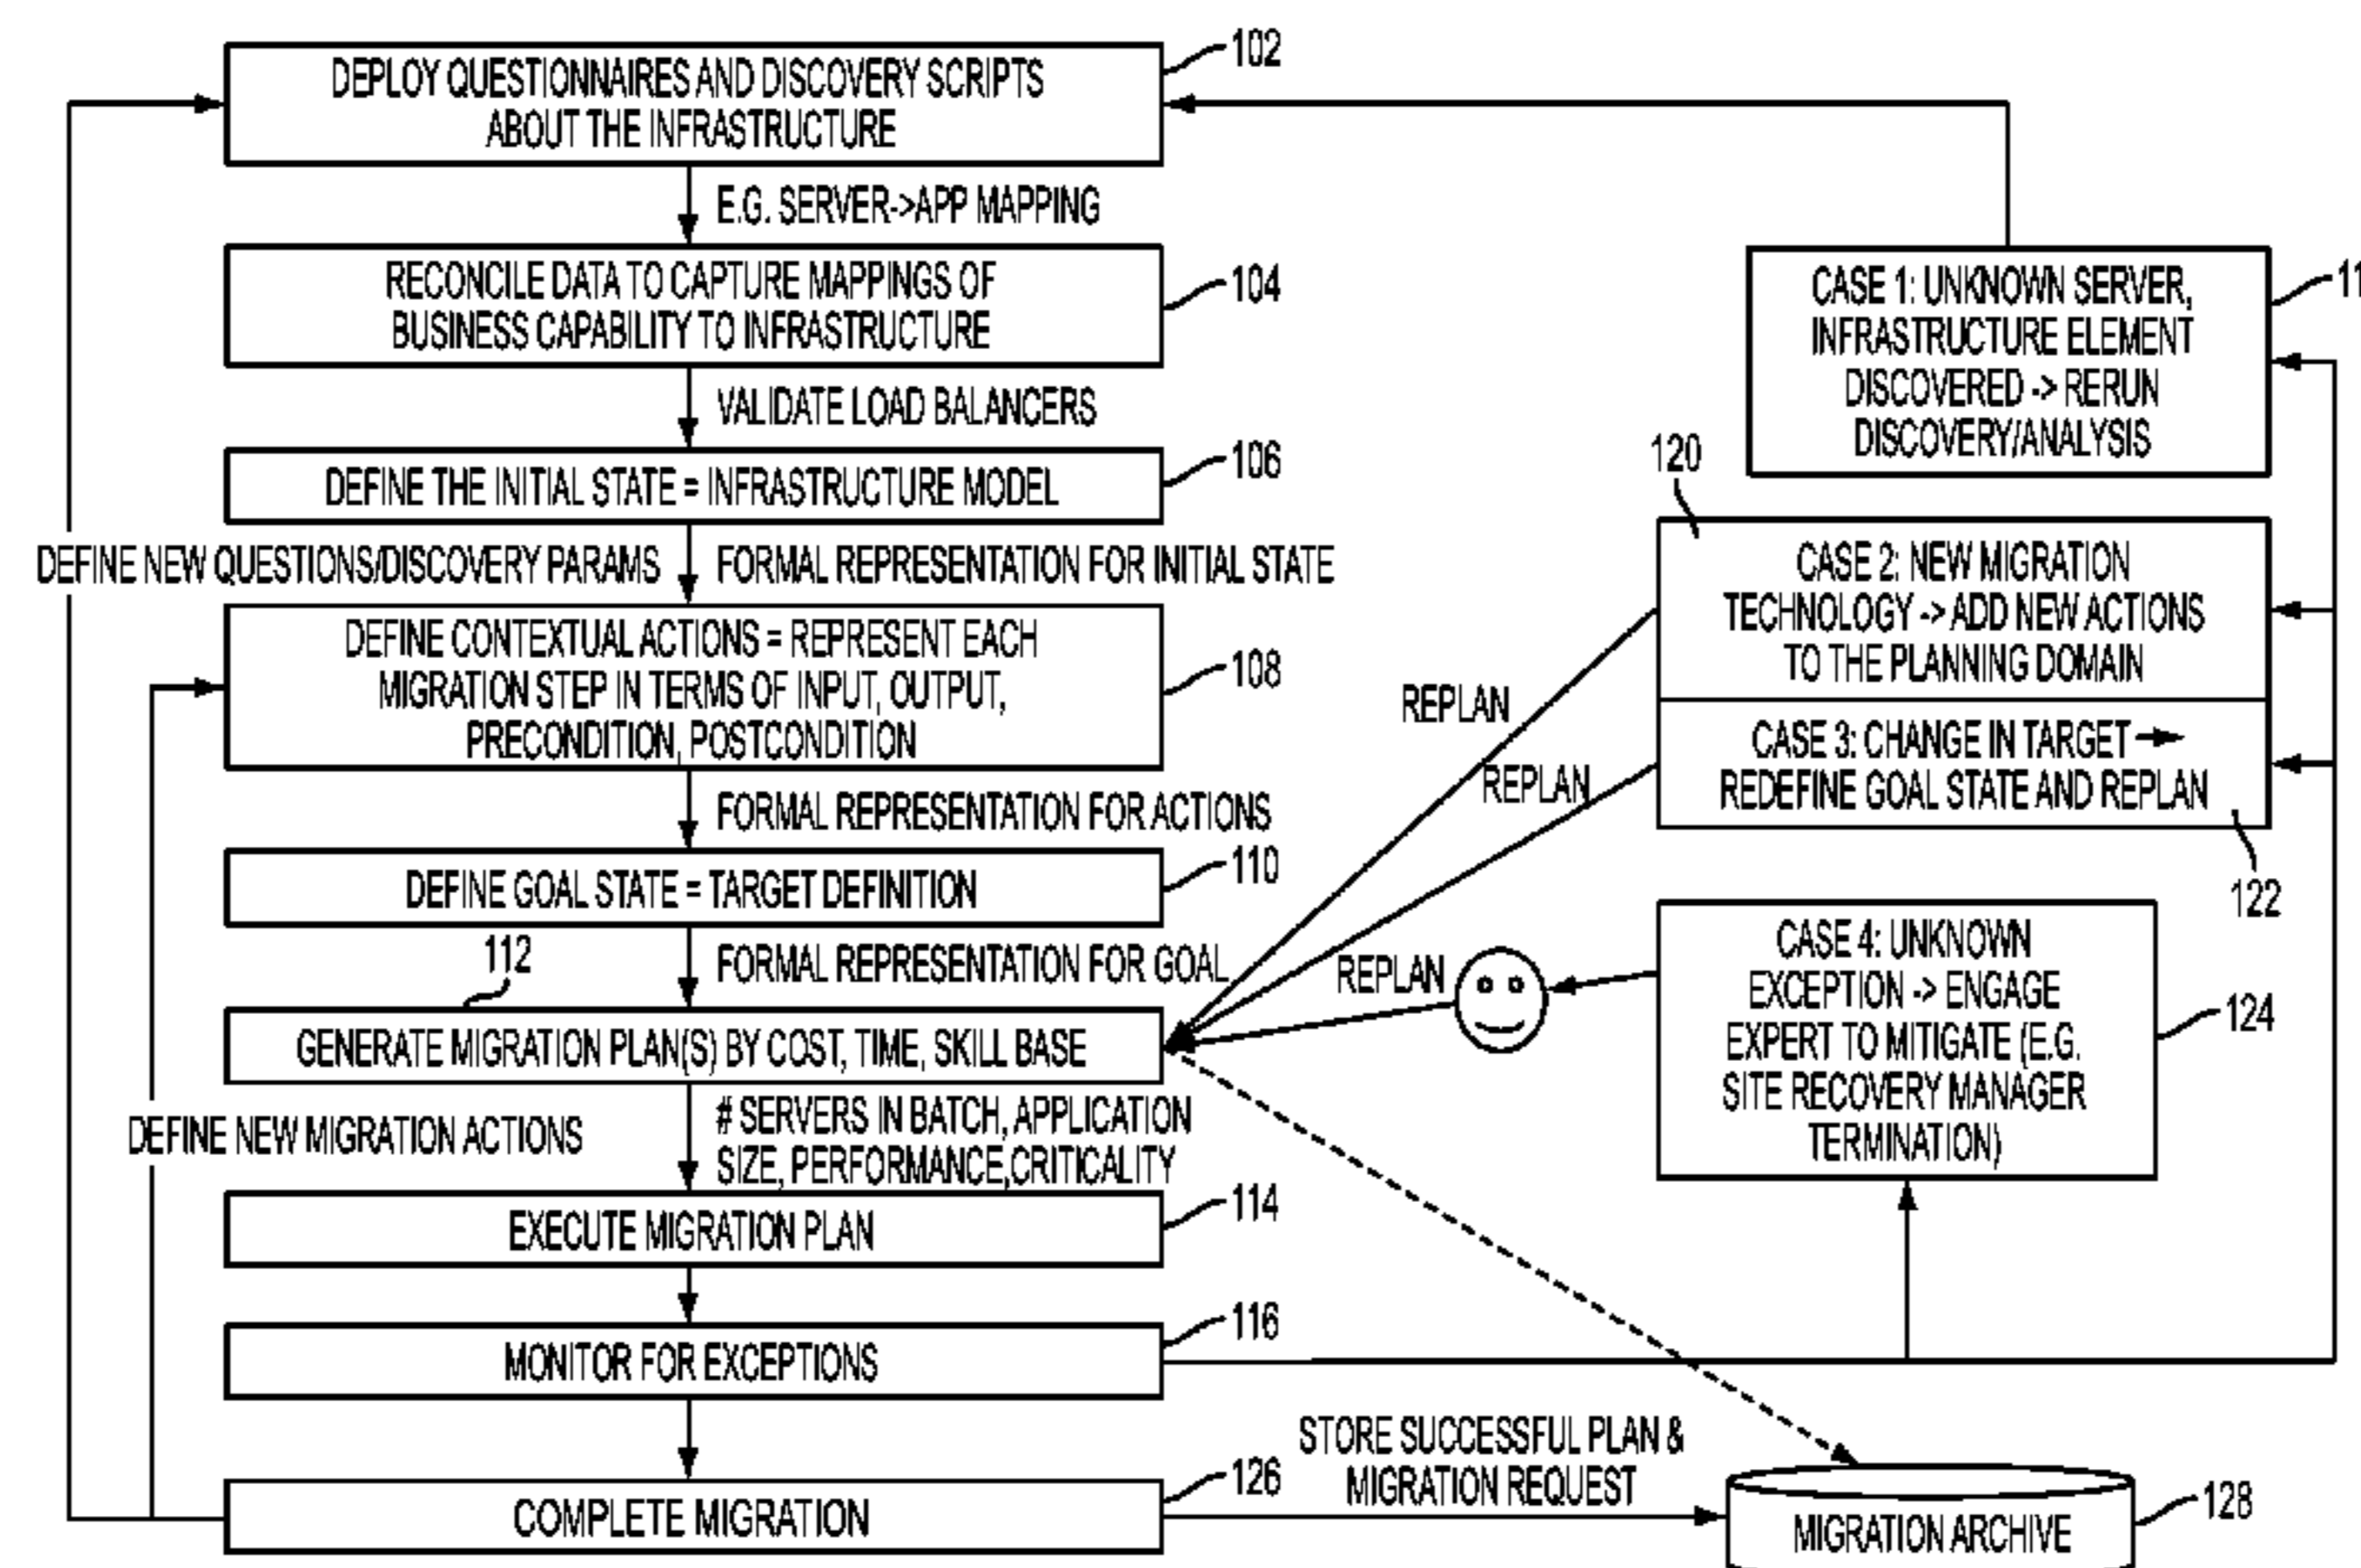 DEPLOY QUESTIONNAIRES AND DISCOVERY SCRIPTS
ABOUT THE INFRASTRUCTURE
102
E.G. SERVER->APP MAPPING
RECONCILE DATA TO CAPTURE MAPPINGS OF
BUSINESS CAPABILITY TO INFRASTRUCTURE
104
VALIDATE LOAD BALANCERS
DEFINE THE INITIAL STATE = INFRASTRUCTURE MODEL
106
DEFINE NEW QUESTIONS/DISCOVERY PARAMS
FORMAL REPRESENTATION FOR INITIAL STATE
DEFINE CONTEXTUAL ACTIONS = REPRESENT EACH
MIGRATION STEP IN TERMS OF INPUT, OUTPUT,
PRECONDITION, POSTCONDITION
108
FORMAL REPRESENTATION FOR ACTIONS
DEFINE GOAL STATE = TARGET DEFINITION
110
112
FORMAL REPRESENTATION FOR GOAL
GENERATE MIGRATION PLAN(S) BY COST, TIME, SKILL BASE
DEFINE NEW MIGRATION ACTIONS
# SERVERS IN BATCH, APPLICATION
SIZE, PERFORMANCE,CRITICALITY
EXECUTE MIGRATION PLAN
114
MONITOR FOR EXCEPTIONS
116
COMPLETE MIGRATION
126
STORE SUCCESSFUL PLAN &
MIGRATION REQUEST
MIGRATION ARCHIVE
128
CASE 1: UNKNOWN SERVER,
INFRASTRUCTURE ELEMENT
DISCOVERED -> RERUN
DISCOVERY/ANALYSIS
120
CASE 2: NEW MIGRATION
TECHNOLOGY -> ADD NEW ACTIONS
TO THE PLANNING DOMAIN
REPLAN
CASE 3: CHANGE IN TARGET →
REDEFINE GOAL STATE AND REPLAN
REPLAN
122
CASE 4: UNKNOWN
EXCEPTION -> ENGAGE
EXPERT TO MITIGATE (E.G.
SITE RECOVERY MANAGER
TERMINATION)
124
REPLAN